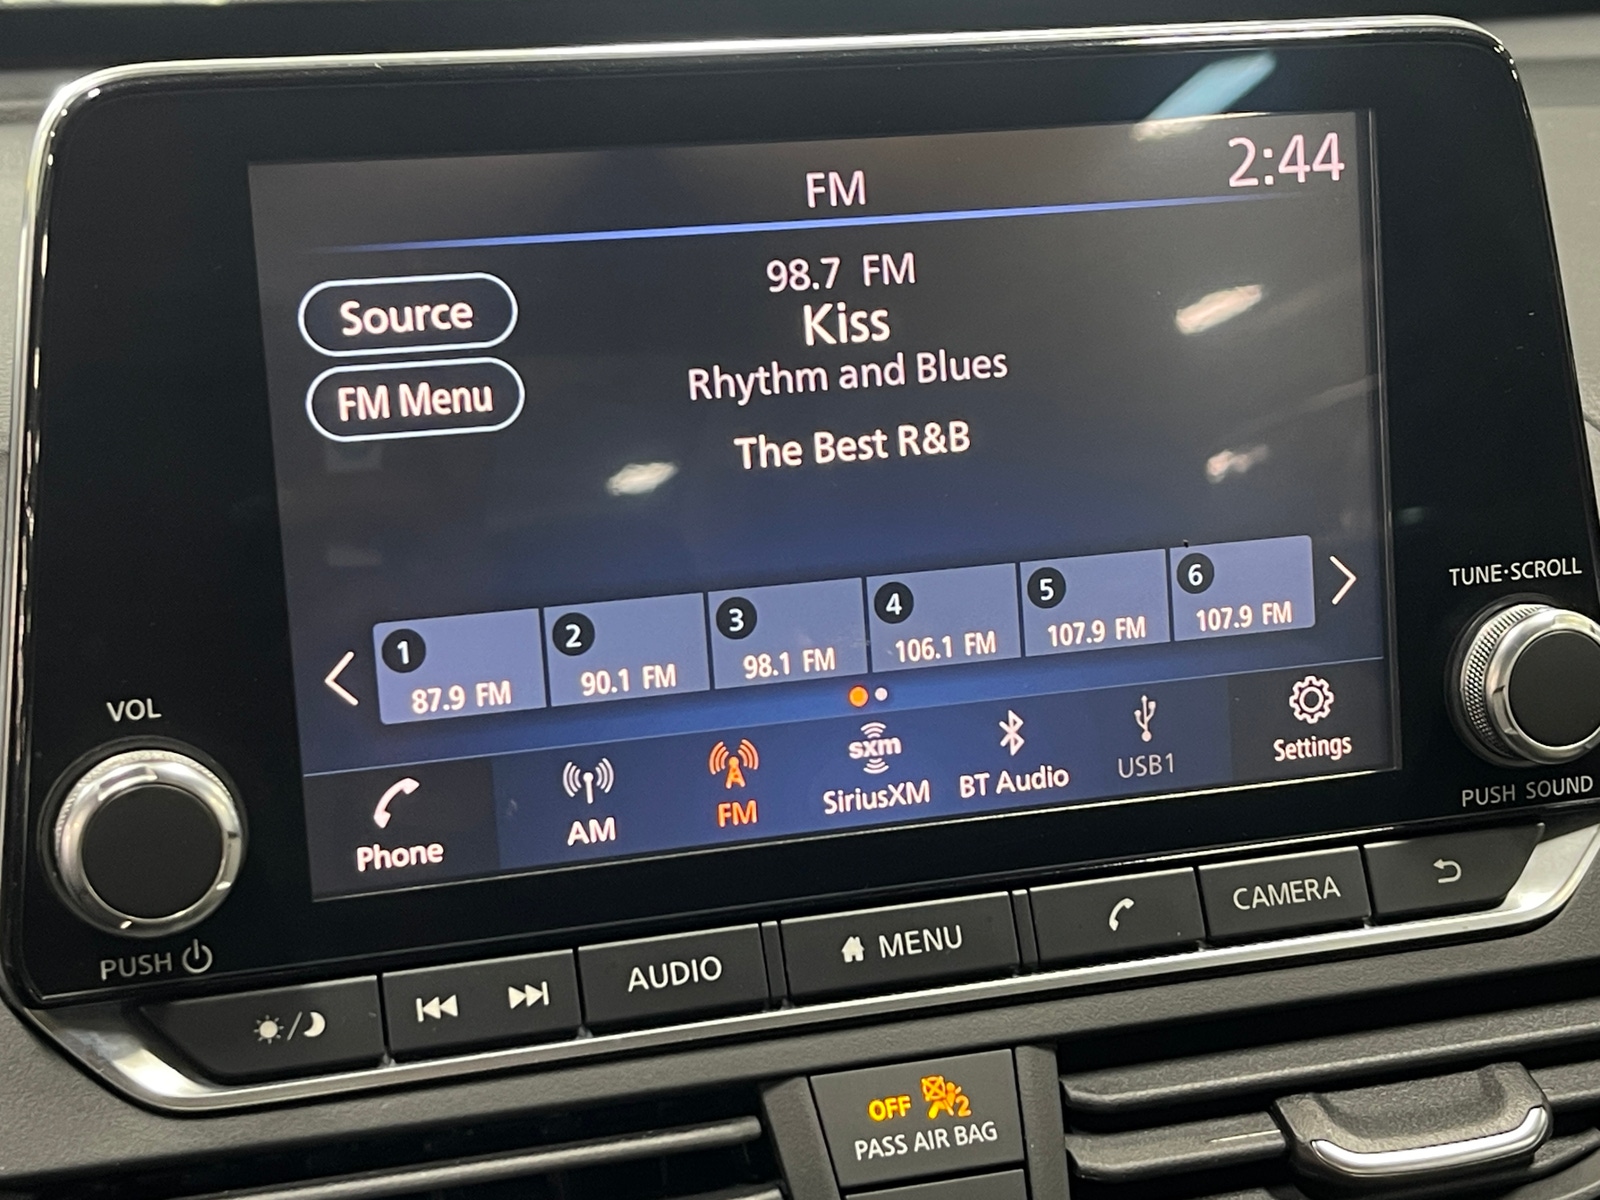 FM
2:44
98.7 FM
Kiss
Rhythm and Blues
The Best R&B
Source
FM Menu
1
87.9 FM
2
90.1 FM
3
98.1 FM
4
106.1 FM
5
107.9 FM
6
107.9 FM
Phone
AM
FM
sxm
SiriusXM
BT Audio
USB1
Settings
VOL
PUSH
TUNE·SCROLL
PUSH SOUND
AUDIO
MENU
CAMERA
OFF
2
PASS AIR BAG